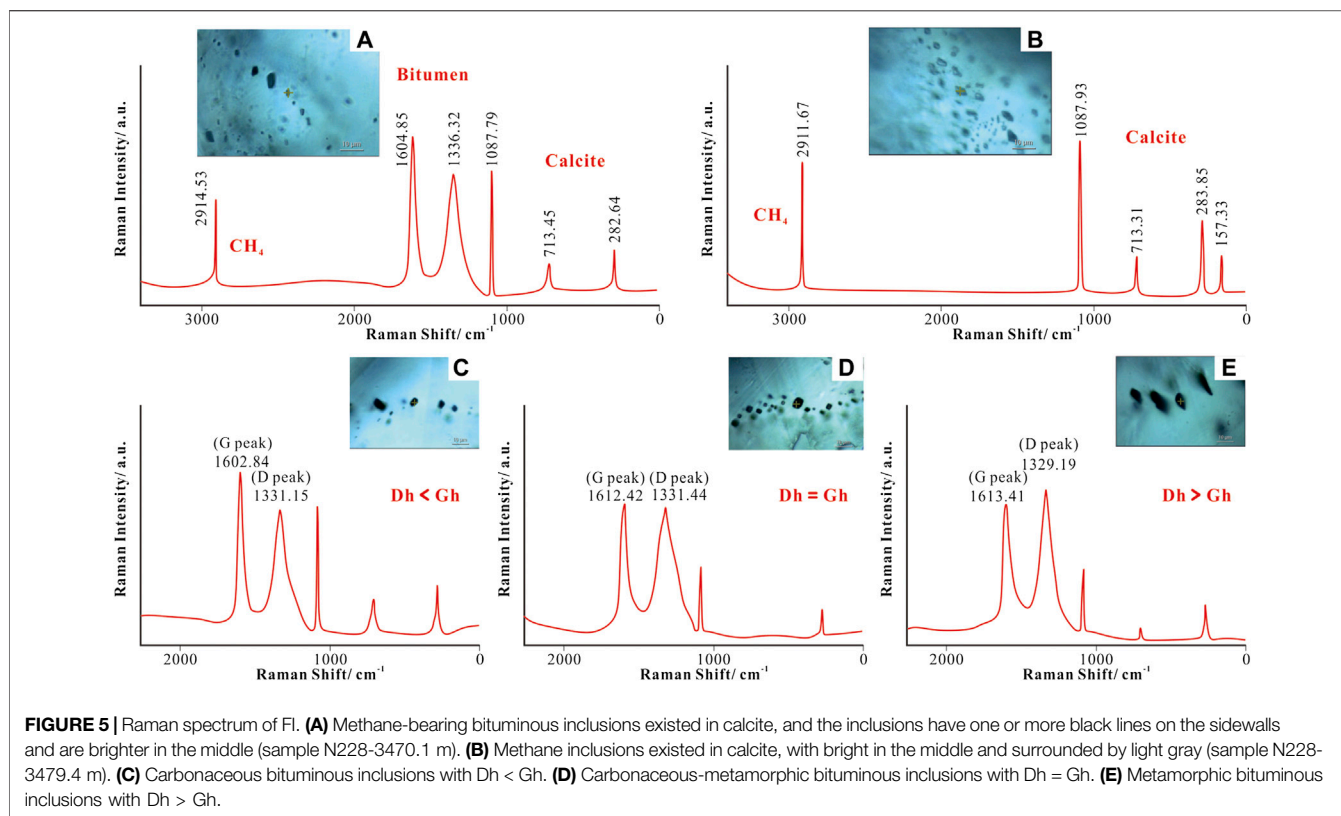 A
B
Bitumen
Raman Intensity/ a.u.
2914.53
1604.85
1336.32
1087.79
713.45
282.64
CH₄
Calcite
10 μm
3000
2000
1000
0
Raman Shift/ cm⁻¹
Raman Intensity/ a.u.
2911.67
1087.93
713.31
283.85
157.33
CH₄
Calcite
10 μm
3000
2000
1000
0
Raman Shift/ cm⁻¹
C
10 μm
Raman Intensity/ a.u.
(G peak)
1602.84
(D peak)
1331.15
Dh < Gh
2000
1000
0
Raman Shift/ cm⁻¹
D
Raman Intensity/ a.u.
(G peak)
1612.42
(D peak)
1331.44
Dh = Gh
2000
1000
0
Raman Shift/ cm⁻¹
E
10 μm
Raman Intensity/ a.u.
(G peak)
1613.41
(D peak)
1329.19
Dh > Gh
2000
1000
0
Raman Shift/ cm⁻¹
FIGURE 5 | Raman spectrum of FI. (A) Methane-bearing bituminous inclusions existed in calcite, and the inclusions have one or more black lines on the sidewalls
and are brighter in the middle (sample N228-3470.1 m). (B) Methane inclusions existed in calcite, with bright in the middle and surrounded by light gray (sample N228-
3479.4 m). (C) Carbonaceous bituminous inclusions with Dh < Gh. (D) Carbonaceous-metamorphic bituminous inclusions with Dh = Gh. (E) Metamorphic bituminous
inclusions with Dh > Gh.